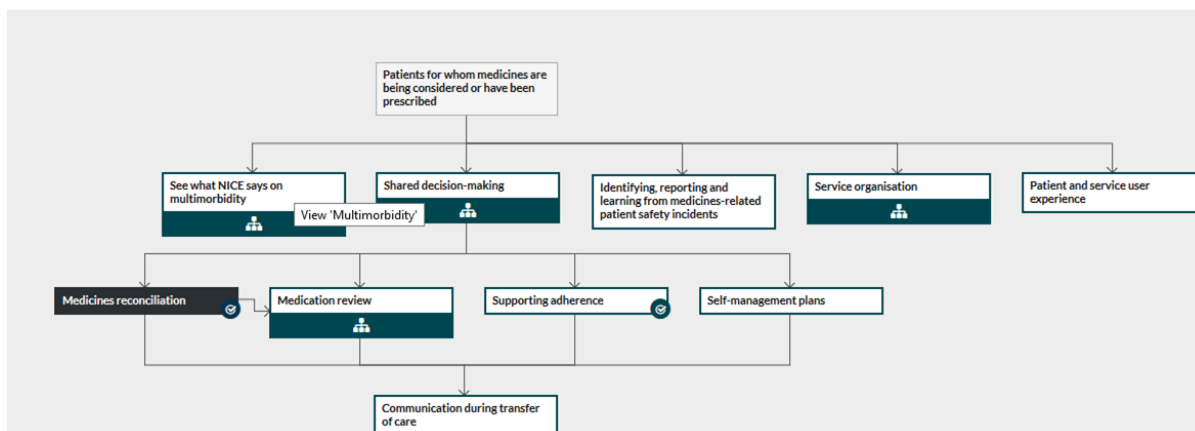 Patients for whom medicines are
being considered or have been
prescribed
See what NICE says on
multimorbidity
View 'Multimorbidity'
Shared decision-making
Identifying, reporting and
learning from medicines-related
patient safety incidents
Service organisation
Patient and service user
experience
Medicines reconciliation
Medication review
Supporting adherence
Self-management plans
Communication during transfer
of care